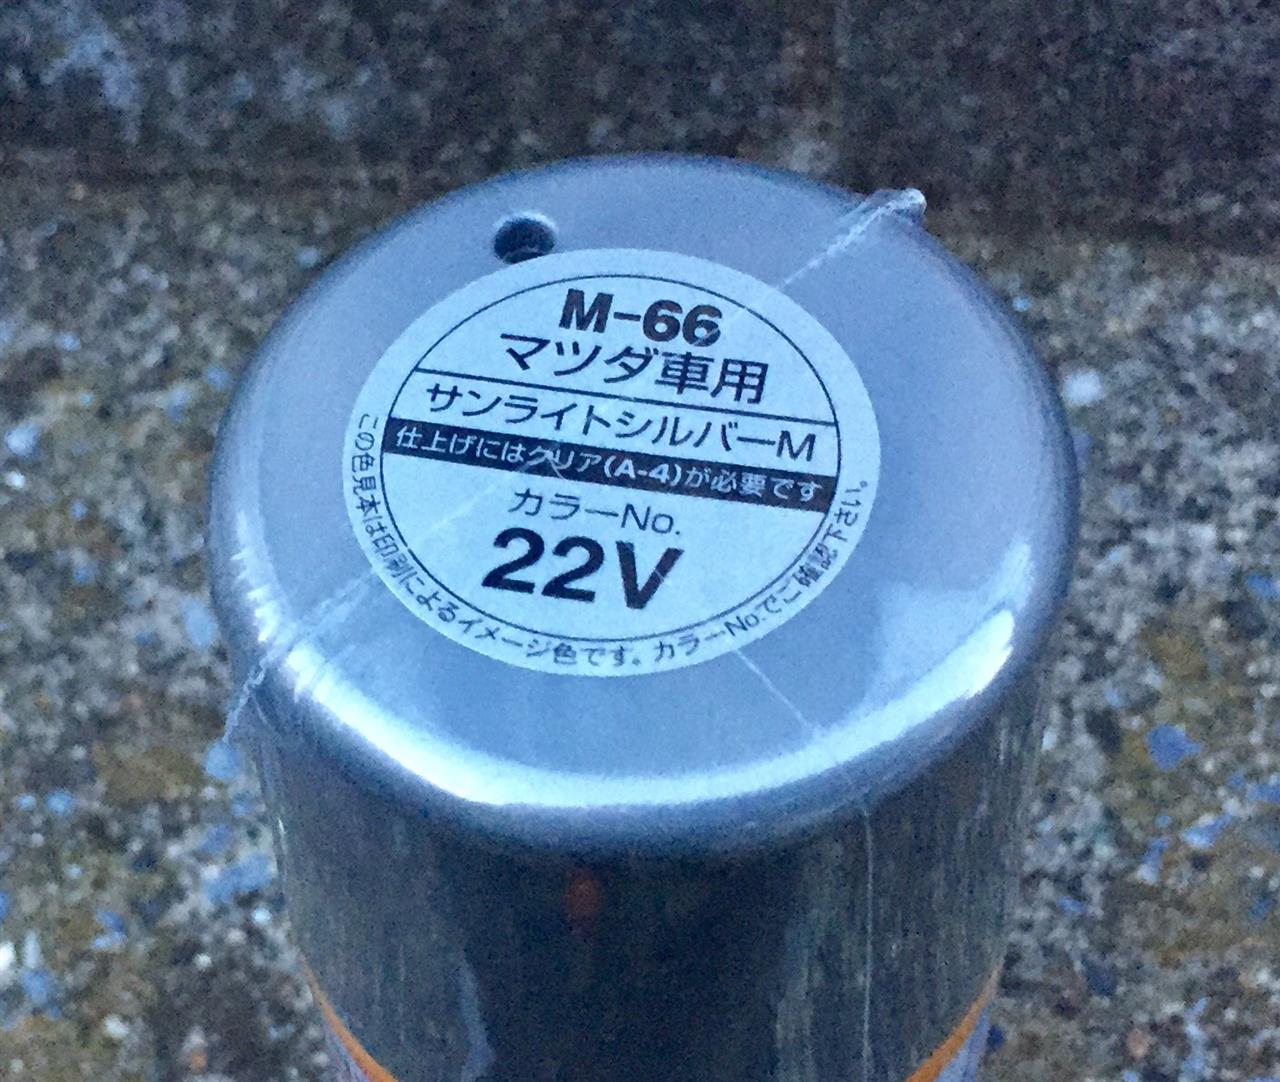 M-66
マツダ車用
サンライトシルバーM
仕上げにはクリア(A-4)が必要です
カラーNo.
22V
この色見本は印刷によるイメージ色です。カラーNo.でご確認下さい。